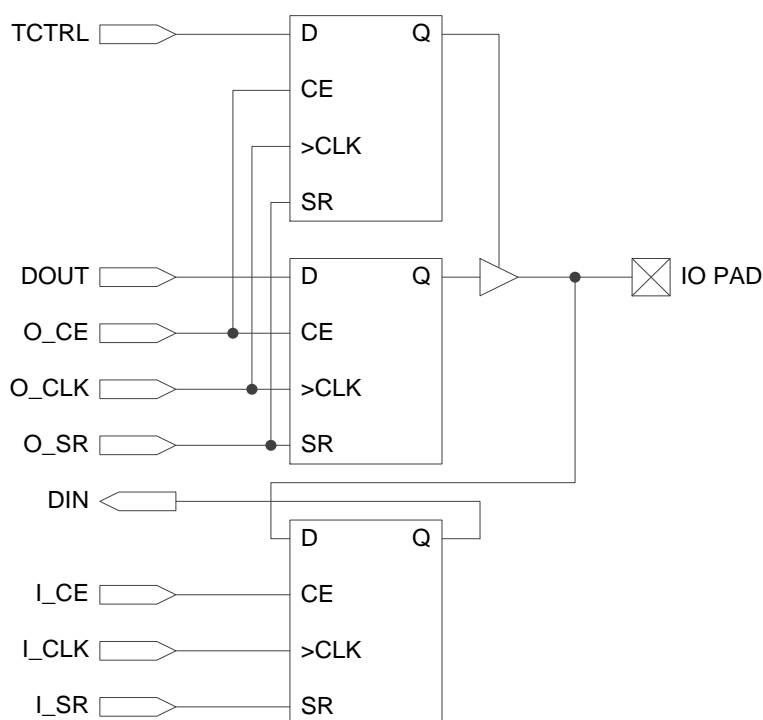 TCTRL D Q
CE
>CLK
SR
DOUT D Q IO PAD
O_CE CE
O_CLK >CLK
O_SR SR
DIN
D Q
I_CE CE
I_CLK >CLK
I_SR SR